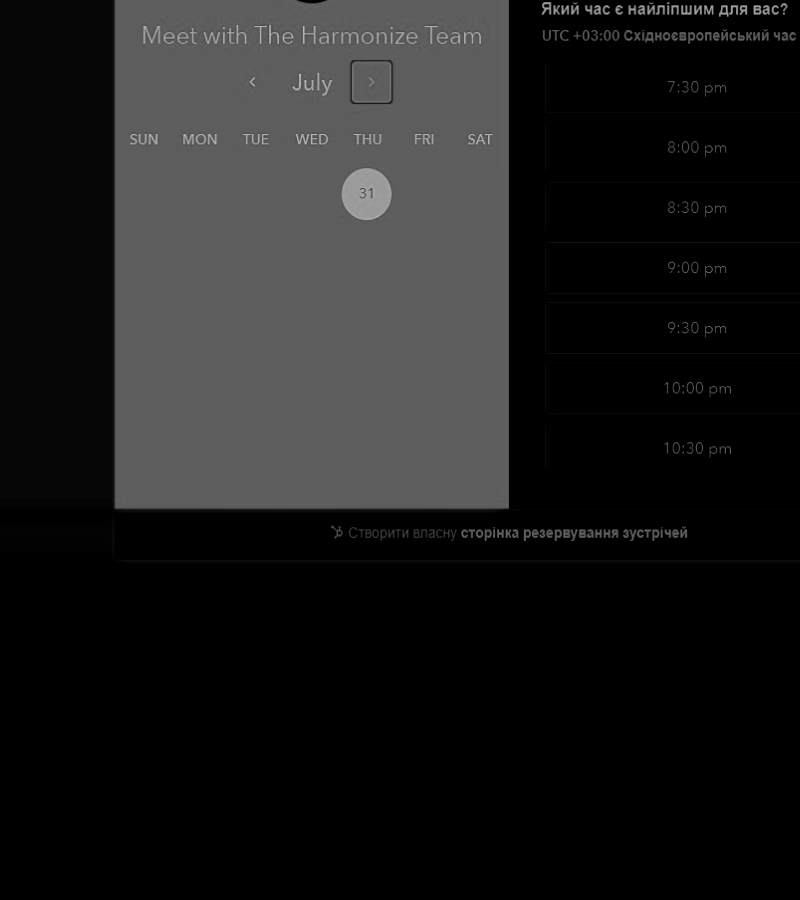 Meet with The Harmonize Team
July
SUN MON TUE WED THU FRI SAT
31
Який час є найліпшим для вас?
UTC +03:00 Східноєвропейський час
7:30 pm
8:00 pm
8:30 pm
9:00 pm
9:30 pm
10:00 pm
10:30 pm
Створити власну сторінка резервування зустрічей